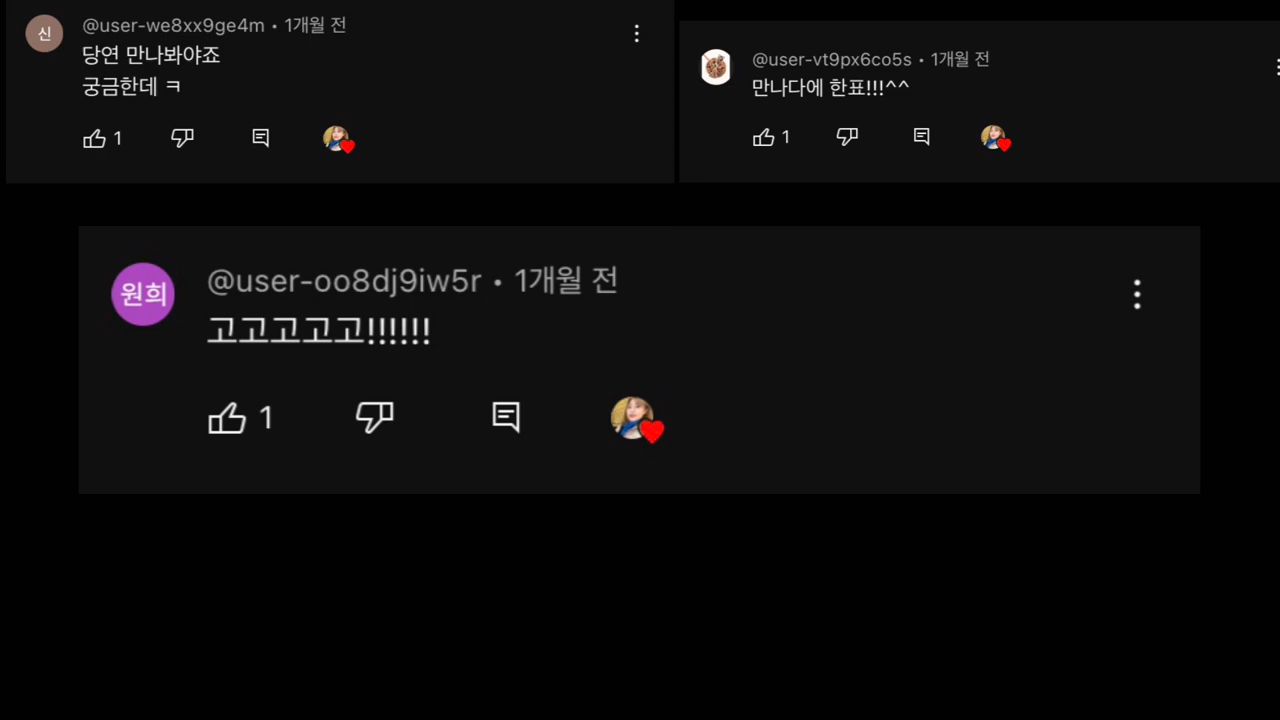 신
@user-we8xx9ge4m • 1개월 전
당연 만나봐야죠
궁금한데 ㅋ
1
@user-vt9px6co5s • 1개월 전
만나다에 한표!!!^^
1
원희
@user-oo8dj9iw5r • 1개월 전
고고고고고!!!!!!
1